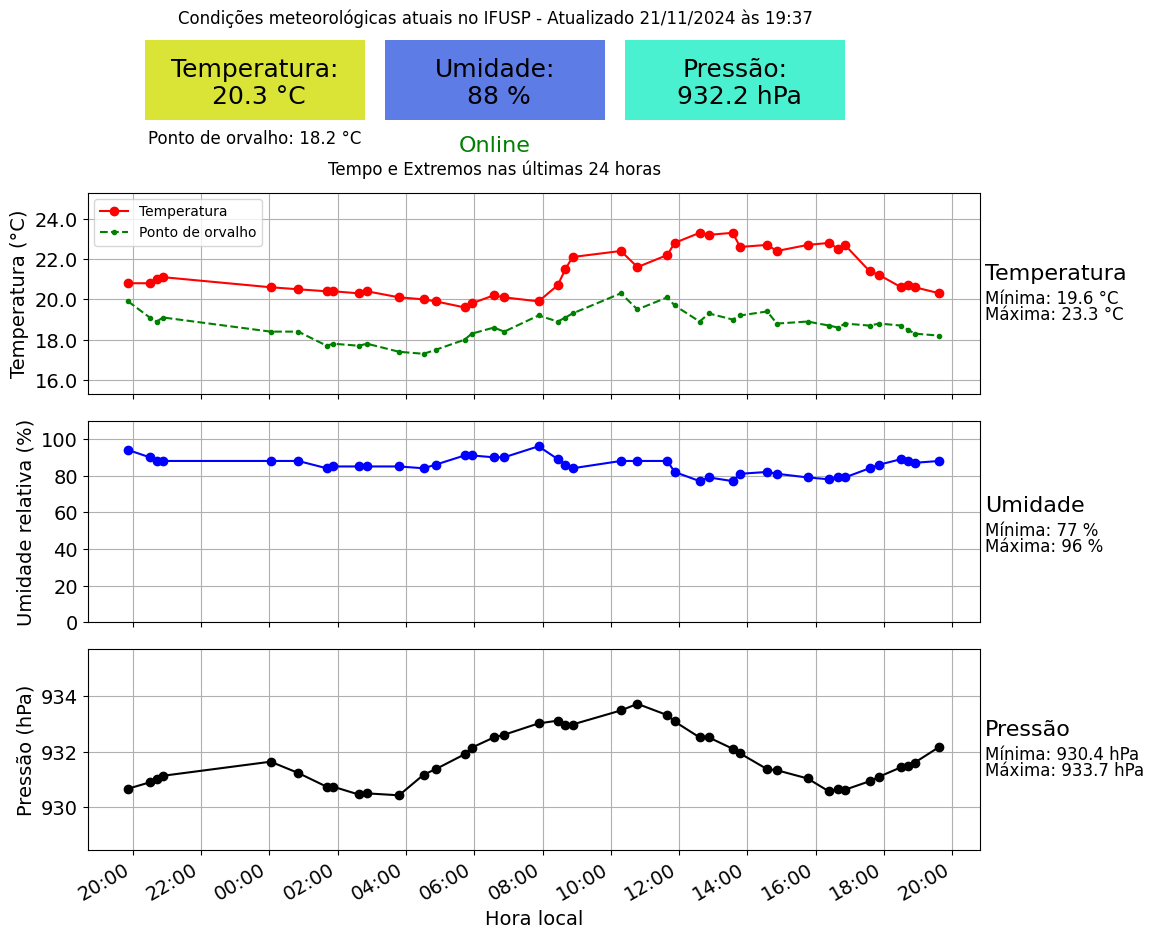 Condições meteorológicas atuais no IFUSP - Atualizado 21/11/2024 às 19:37
Temperatura:
20.3 °C
Umidade:
88 %
Pressão:
932.2 hPa
Ponto de orvalho: 18.2 °C
Online
Tempo e Extremos nas últimas 24 horas
Temperatura (°C)
24.0
22.0
20.0
18.0
16.0
Temperatura
Ponto de orvalho
Temperatura
Mínima: 19.6 °C
Máxima: 23.3 °C
Umidade relativa (%)
100
80
60
40
20
0
Umidade
Mínima: 77 %
Máxima: 96 %
Pressão (hPa)
934
932
930
Pressão
Mínima: 930.4 hPa
Máxima: 933.7 hPa
20:00 22:00 00:00 02:00 04:00 06:00 08:00 10:00 12:00 14:00 16:00 18:00 20:00
Hora local